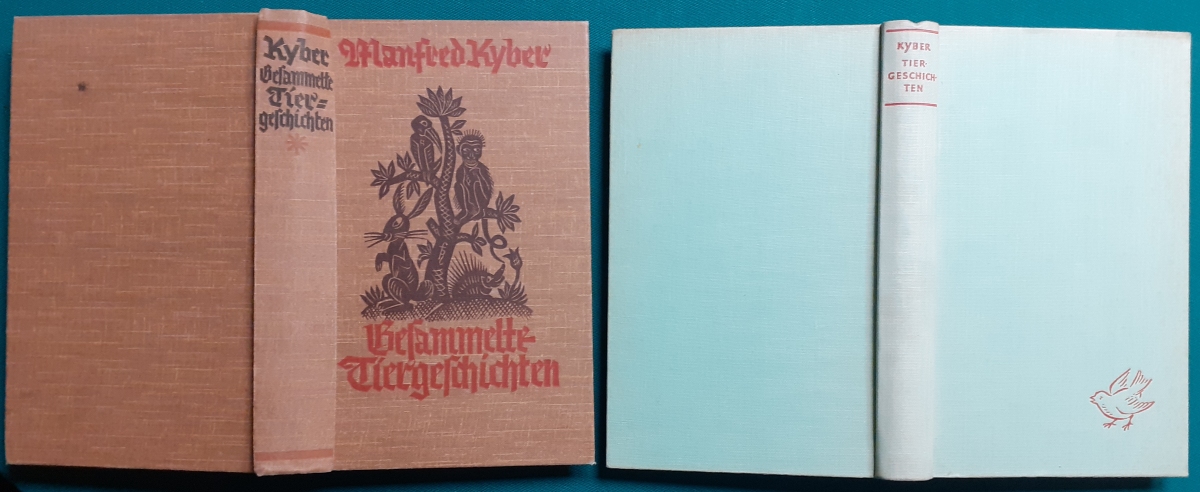 Kyber
Gesammelte
Tier=
geschichten
Manfred Kyber
Gesammelte-
Tiergeschichten
KYBER
TIER-
GESCHICH-
TEN